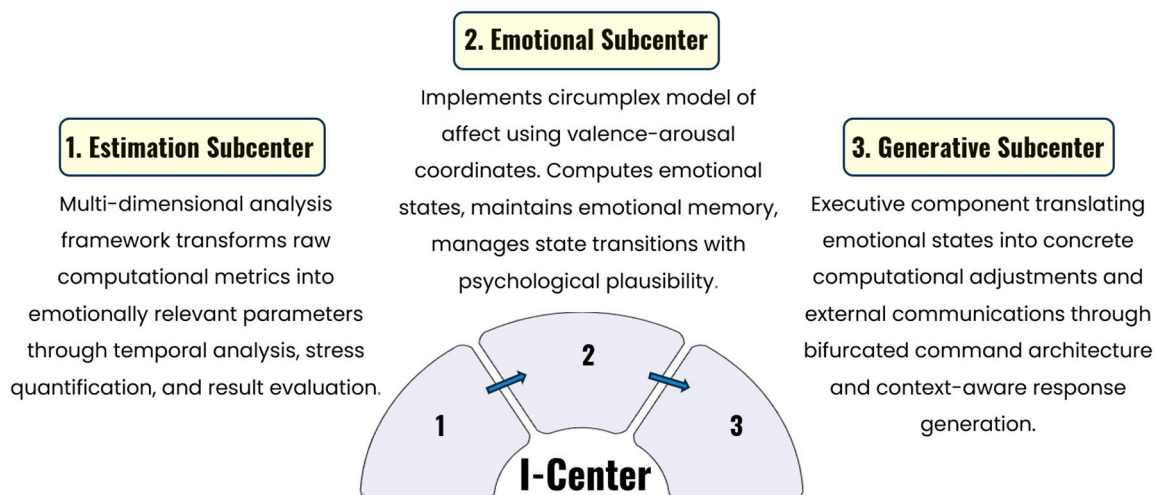 2. Emotional Subcenter
Implements circumplex model of
affect using valence-arousal
coordinates. Computes emotional
states, maintains emotional memory,
manages state transitions with
psychological plausibility.
1. Estimation Subcenter
Multi-dimensional analysis
framework transforms raw
computational metrics into
emotionally relevant parameters
through temporal analysis, stress
quantification, and result evaluation.
3. Generative Subcenter
Executive component translating
emotional states into concrete
computational adjustments and
external communications through
bifurcated command architecture
and context-aware response
generation.
2
1
3
I-Center